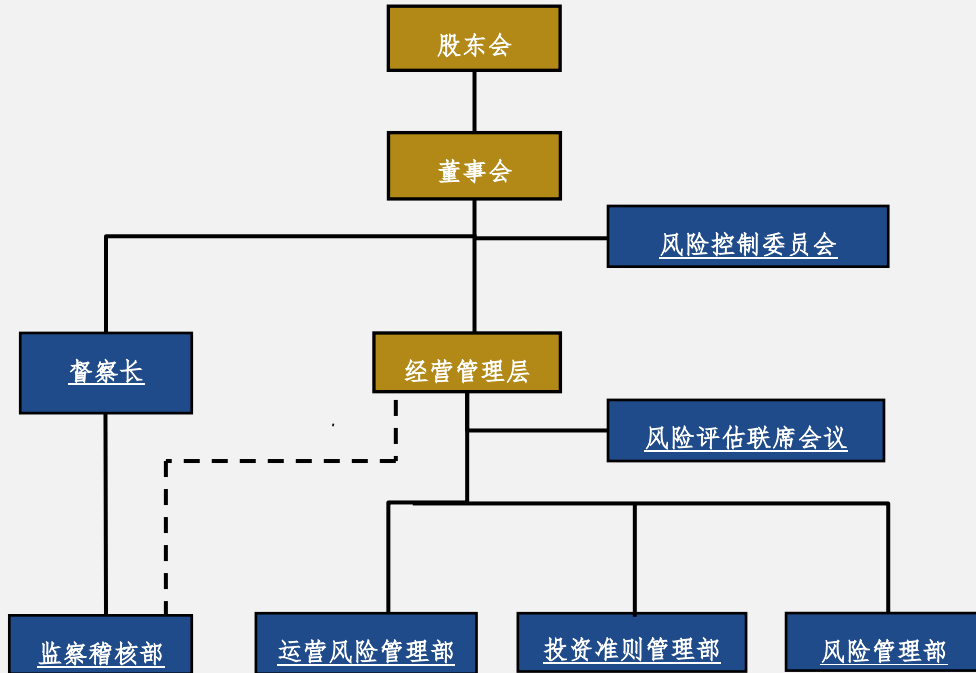 股东会
董事会
风险控制委员会
督察长
经营管理层
风险评估联席会议
监察稽核部
运营风险管理部
投资准则管理部
风险管理部